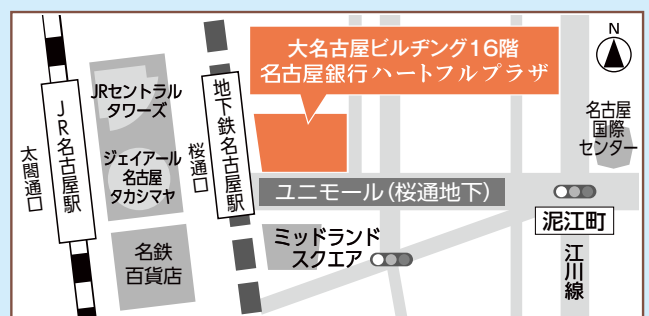 大名古屋ビルヂング16階
名古屋銀行ハートフルプラザ
N
JRセントラル
タワーズ
ジェイアール
名古屋
タカシマヤ
名鉄
百貨店
JR名古屋駅
太閤通口
桜通口
地下鉄名古屋駅
ユニモール(桜通地下)
ミッドランド
スクエア
名古屋
国際
センター
泥江町
江川線